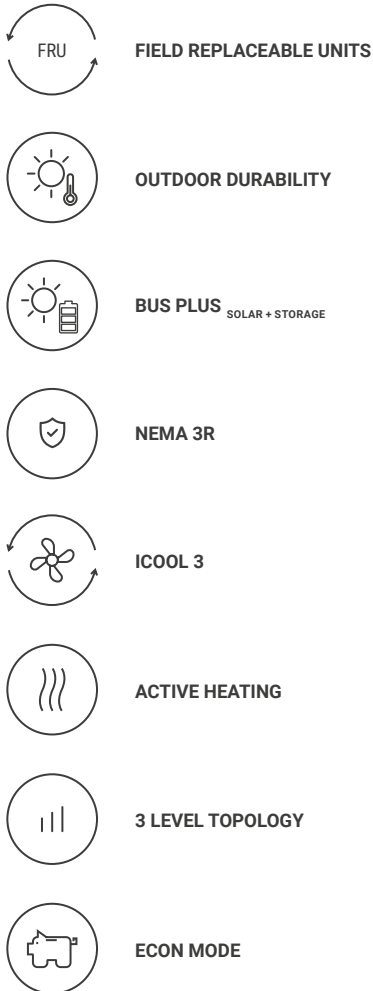 FRU FIELD REPLACEABLE UNITS
OUTDOOR DURABILITY
BUS PLUS SOLAR + STORAGE
NEMA 3R
ICOOL 3
ACTIVE HEATING
3 LEVEL TOPOLOGY
ECON MODE